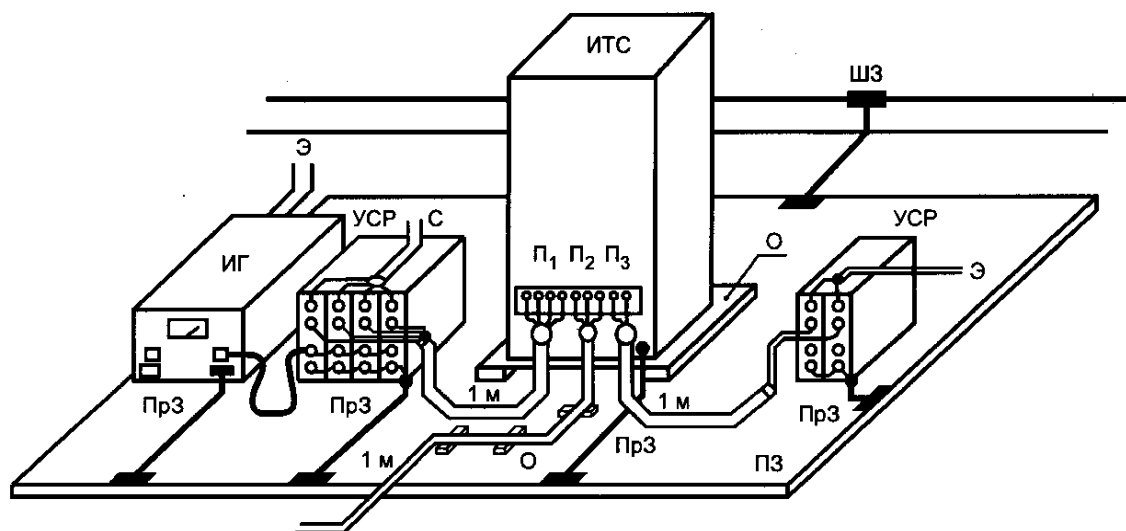 ИТС
ШЗ
Э
УСР
С
УСР
ИГ
П₁ П₂ П₃
О
Э
1 м
1 м
ПрЗ
ПрЗ
ПрЗ
ПрЗ
1 м
О
ПЗ